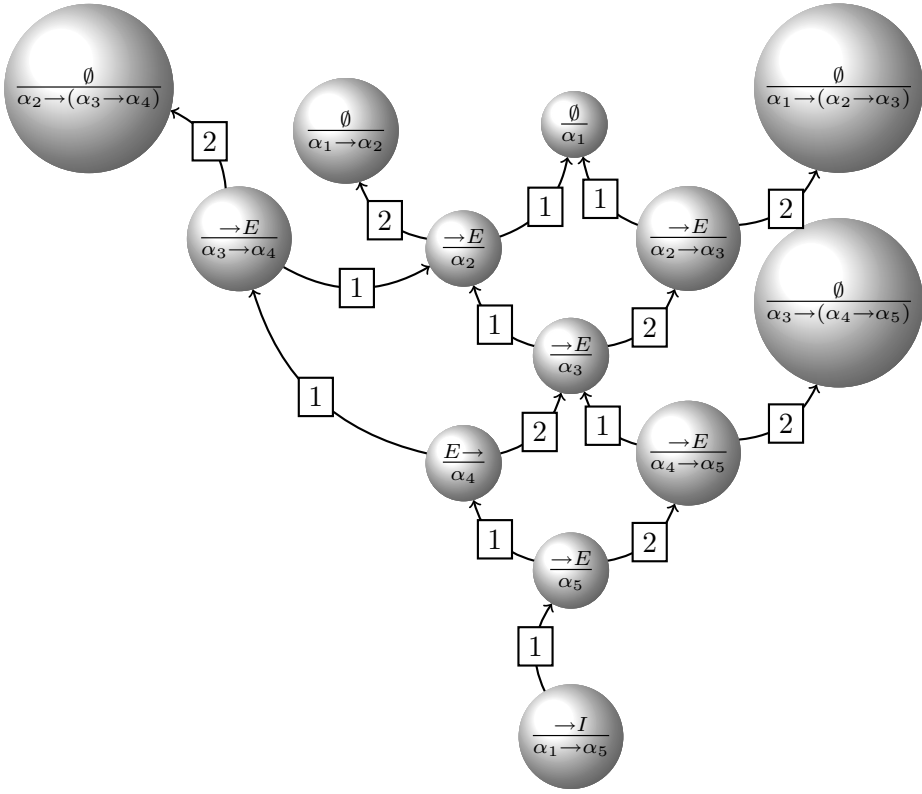 ∅
α₂→(α₃→α₄)
∅
α₁→α₂
∅
α₁
∅
α₁→(α₂→α₃)
2
2
1
1
2
→E
α₃→α₄
→E
α₂
→E
α₂→α₃
1
∅
α₃→(α₄→α₅)
1
2
→E
α₃
1
2
1
2
E→
α₄
→E
α₄→α₅
1
2
→E
α₅
1
→I
α₁→α₅